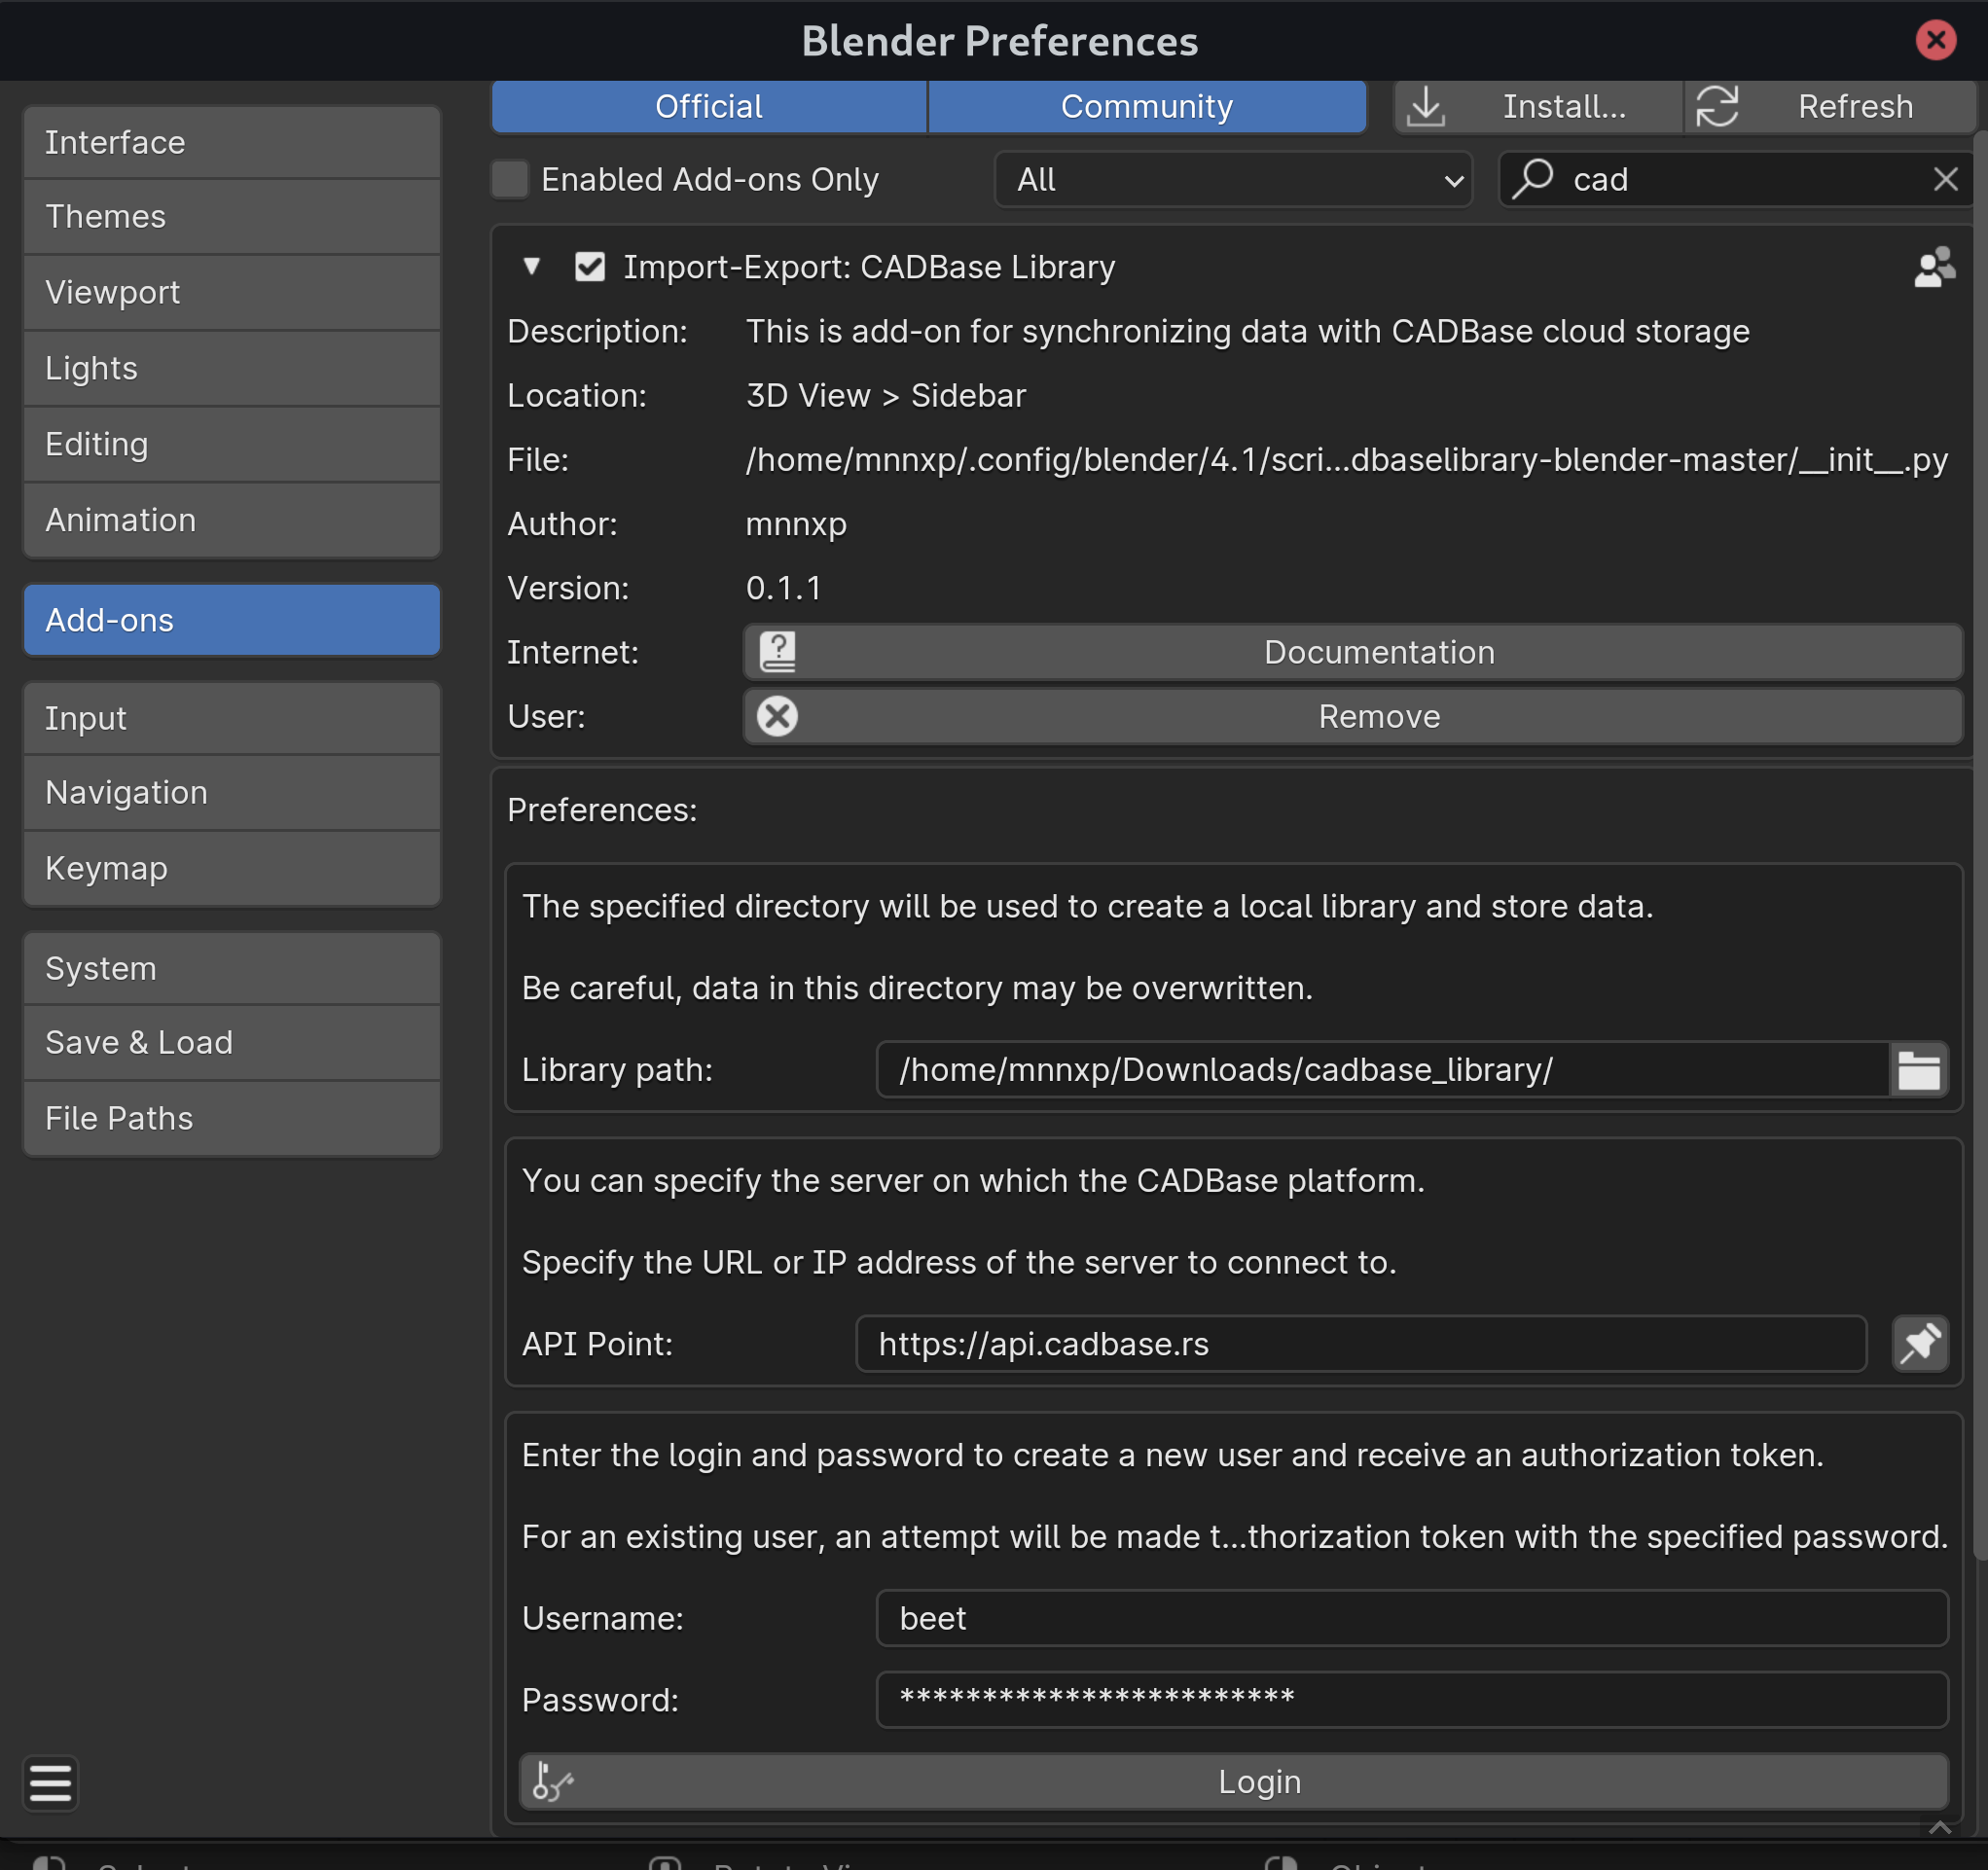 Blender Preferences
Interface
Themes
Viewport
Lights
Editing
Animation
Add-ons
Input
Navigation
Keymap
System
Save & Load
File Paths
Official Community Install... Refresh
Enabled Add-ons Only All cad
Import-Export: CADBase Library
Description: This is add-on for synchronizing data with CADBase cloud storage
Location: 3D View > Sidebar
File: /home/mnnxp/.config/blender/4.1/scri...dbaselibrary-blender-master/__init__.py
Author: mnnxp
Version: 0.1.1
Internet: Documentation
User: Remove
Preferences:
The specified directory will be used to create a local library and store data.
Be careful, data in this directory may be overwritten.
Library path: /home/mnnxp/Downloads/cadbase_library/
You can specify the server on which the CADBase platform.
Specify the URL or IP address of the server to connect to.
API Point: https://api.cadbase.rs
Enter the login and password to create a new user and receive an authorization token.
For an existing user, an attempt will be made t...thorization token with the specified password.
Username: beet
Password: ************************
Login